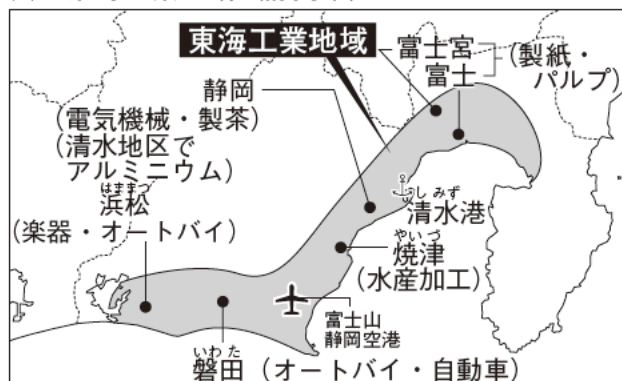 東海工業地域
富士宮
富士
(製紙・
パルプ)
静岡
(電気機械・製茶)
(清水地区で
アルミニウム)
はままつ
浜松
(楽器・オートバイ)
しみず
清水港
やいづ
焼津
(水産加工)
富士山
静岡空港
いわた
磐田(オートバイ・自動車)